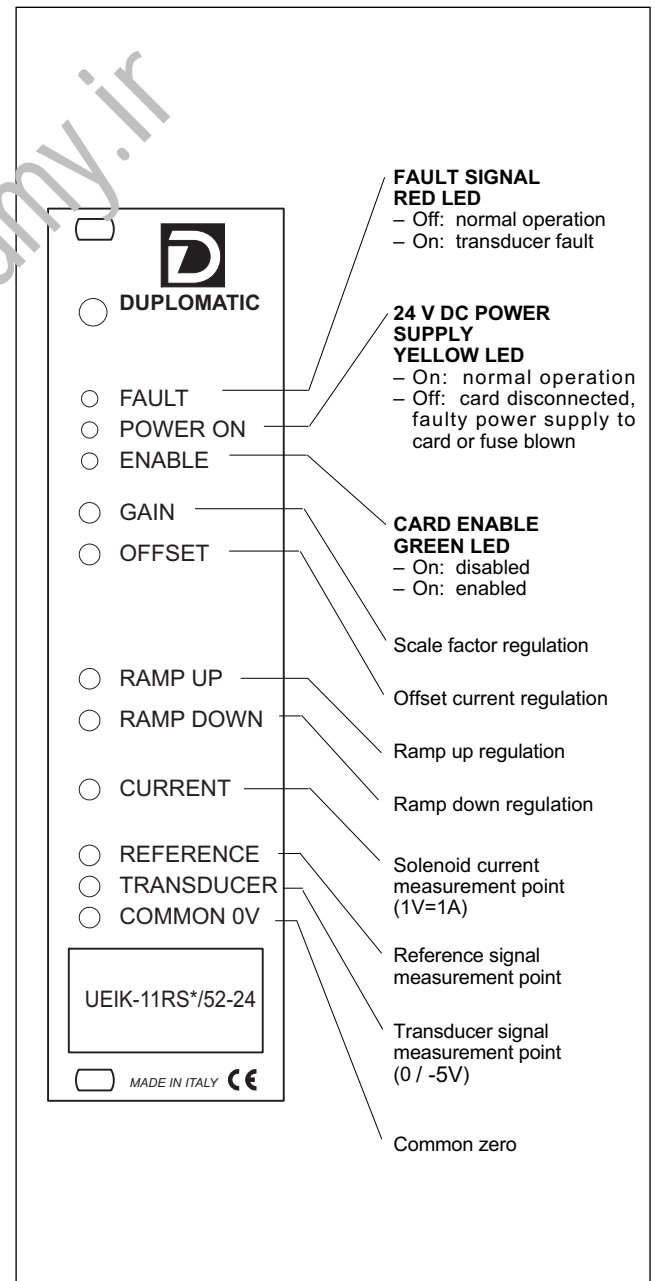 amy.ir
FAULT SIGNAL
RED LED
– Off: normal operation
– On: transducer fault
DUPLOMATIC
24 V DC POWER
SUPPLY
YELLOW LED
– On: normal operation
– Off: card disconnected,
faulty power supply to
card or fuse blown
FAULT
POWER ON
ENABLE
GAIN
OFFSET
CARD ENABLE
GREEN LED
– On: disabled
– On: enabled
Scale factor regulation
Offset current regulation
RAMP UP
RAMP DOWN
Ramp up regulation
Ramp down regulation
CURRENT
Solenoid current
measurement point
(1V=1A)
REFERENCE
TRANSDUCER
COMMON 0V
Reference signal
measurement point
UEIK-11RS*/52-24
Transducer signal
measurement point
(0 / -5V)
MADE IN ITALY CE
Common zero